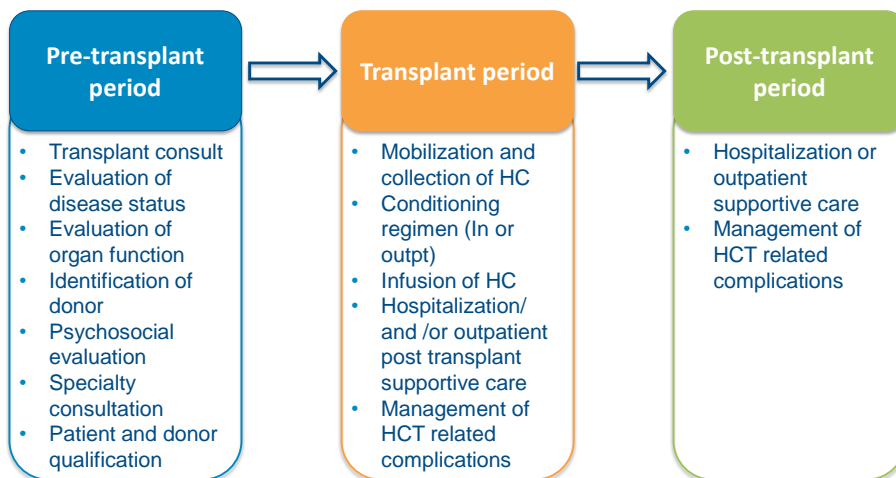 Pre-transplant
period
• Transplant consult
• Evaluation of
disease status
• Evaluation of
organ function
• Identification of
donor
• Psychosocial
evaluation
• Specialty
consultation
• Patient and donor
qualification
Transplant period
• Mobilization and
collection of HC
• Conditioning
regimen (In or
outpt)
• Infusion of HC
• Hospitalization/
and /or outpatient
post transplant
supportive care
• Management of
HCT related
complications
Post-transplant
period
• Hospitalization or
outpatient
supportive care
• Management of
HCT related
complications